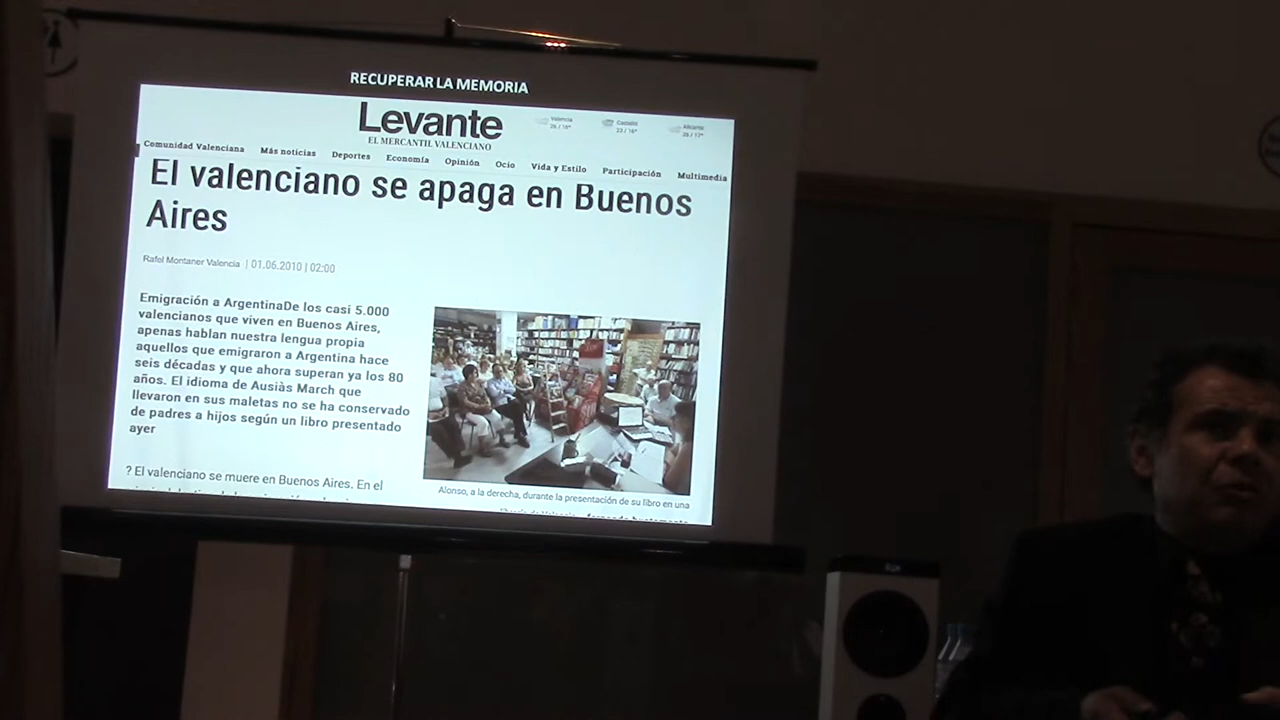 RECUPERAR LA MEMORIA
Levante
EL MERCANTIL VALENCIANO
Valencia
Castelló
Alicante
Comunidad Valenciana Más noticias Deportes Economía Opinión Ocio Vida y Estilo Participación Multimedia
El valenciano se apaga en Buenos
Aires
Rafel Montaner Valencia | 01.06.2010 | 02:00
Emigración a ArgentinaDe los casi 5.000
valencianos que viven en Buenos Aires,
apenas hablan nuestra lengua propia
aquellos que emigraron a Argentina hace
seis décadas y que ahora superan ya los 80
años. El idioma de Ausiàs March que
llevaron en sus maletas no se ha conservado
de padres a hijos según un libro presentado
ayer
? El valenciano se muere en Buenos Aires. En el
Alonso, a la derecha, durante la presentación de su libro en una